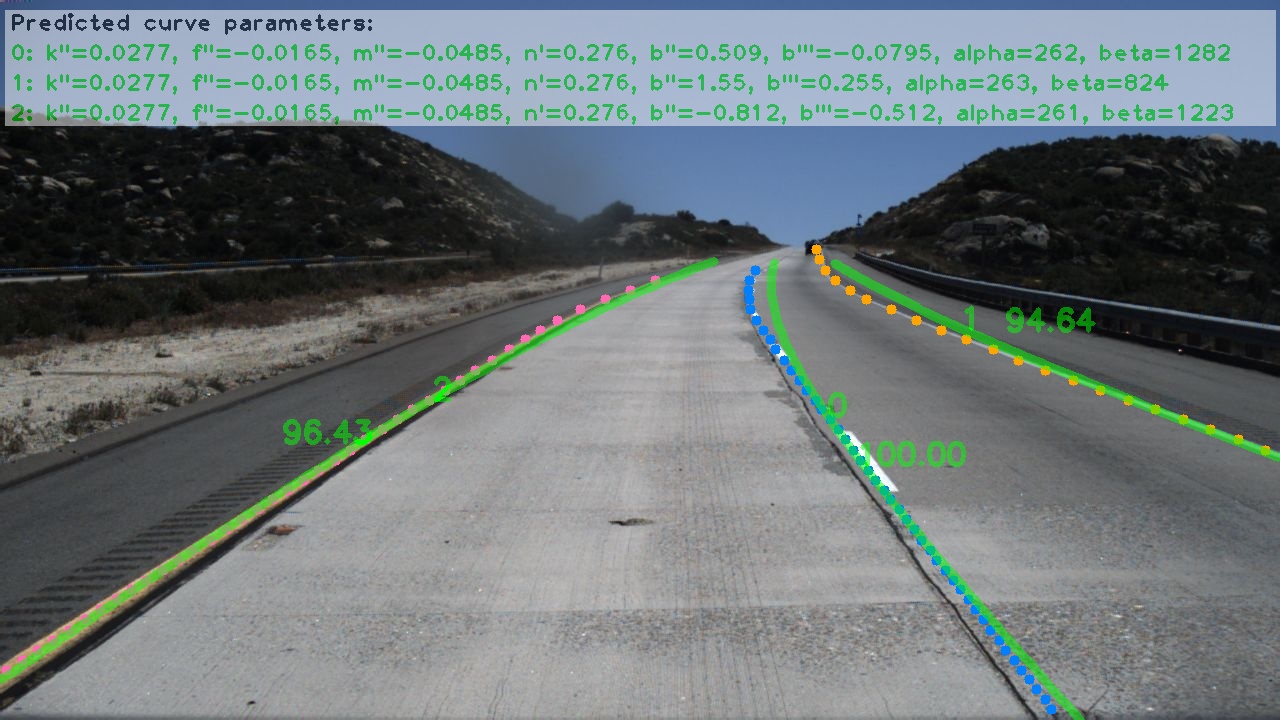 Predicted curve parameters:
0: k''=0.0277, f''=-0.0165, m''=-0.0485, n'=0.276, b''=0.509, b'''=-0.0795, alpha=262, beta=1282
1: k''=0.0277, f''=-0.0165, m''=-0.0485, n'=0.276, b''=1.55, b'''=0.255, alpha=263, beta=824
2: k''=0.0277, f''=-0.0165, m''=-0.0485, n'=0.276, b''=-0.812, b'''=-0.512, alpha=261, beta=1223
1 94.64
2
0
96.43
100.00